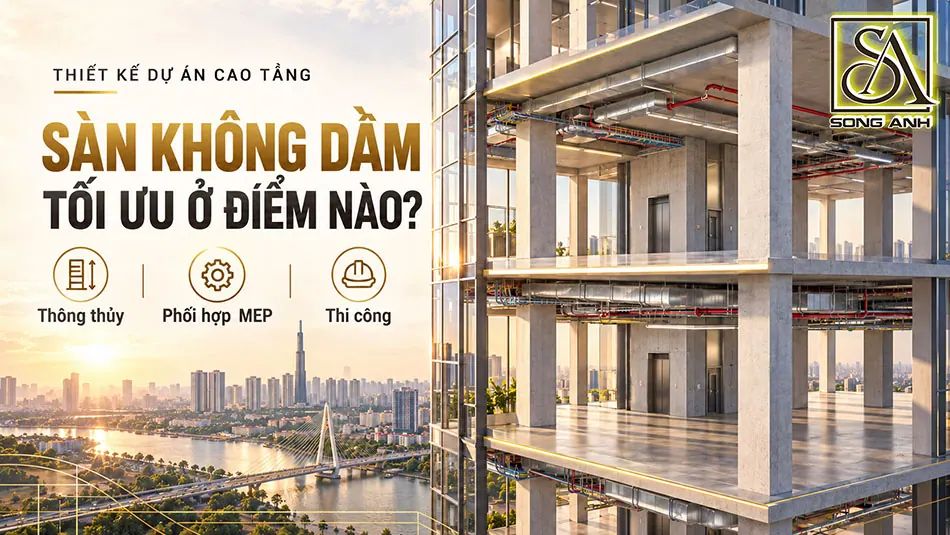 THIẾT KẾ DỰ ÁN CAO TẦNG
SÀN KHÔNG DẦM
TỐI ƯU Ở ĐIỂM NÀO?
Thông thủy
Phối hợp MEP
Thi công
SA
SONG ANH